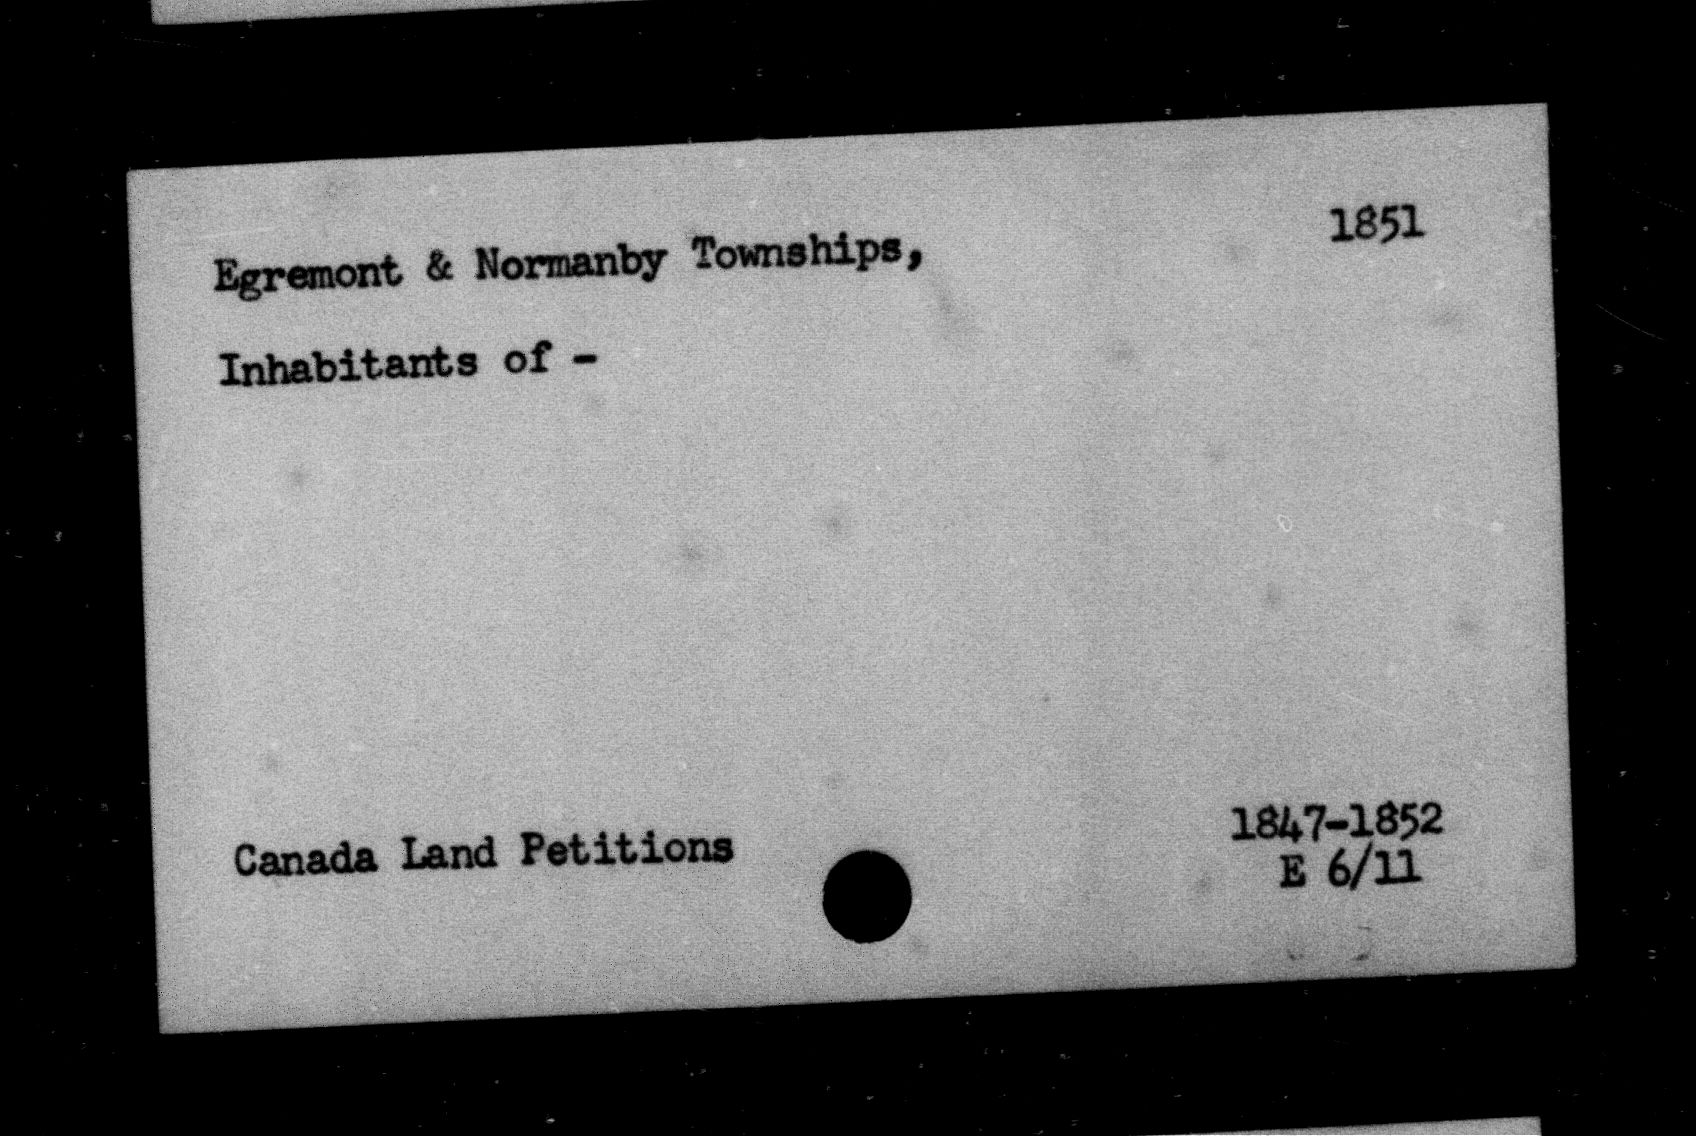 1851
Egremont & Normanby Townships,
Inhabitants of -
Canada Land Petitions
1847-1852
E 6/11